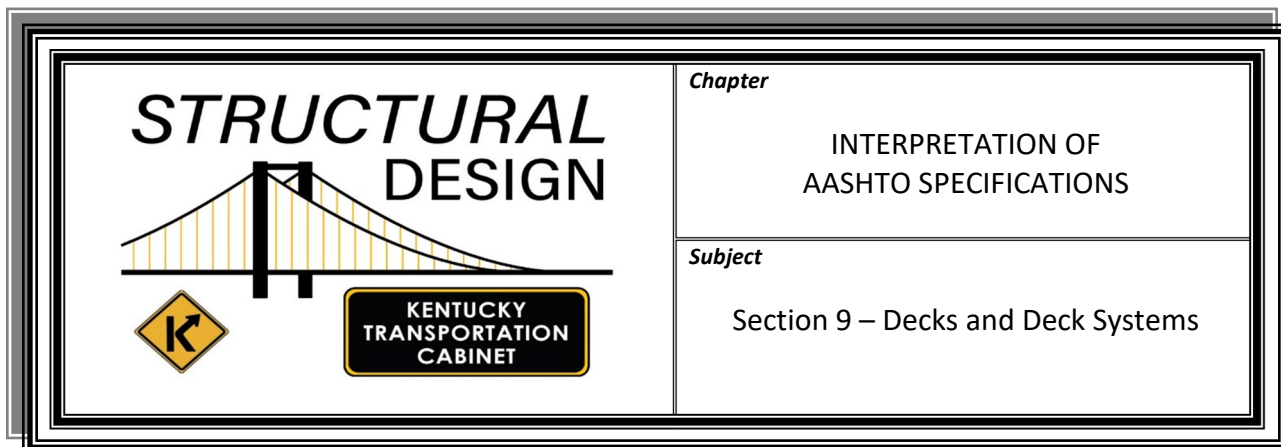 STRUCTURAL
DESIGN
KENTUCKY
TRANSPORTATION
CABINET
Chapter
INTERPRETATION OF
AASHTO SPECIFICATIONS
Subject
Section 9 – Decks and Deck Systems